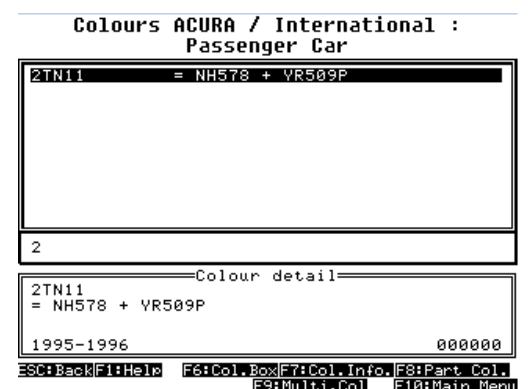 Colours ACURA / International :
Passenger Car
2TN11 = NH578 + YR509P
2
Colour detail
2TN11
= NH578 + YR509P
1995-1996 000000
ESC:Back F1:Help F6:Col.Box F7:Col.Info. F8:Part Col.
F9:Multi.Col F10:Main Menu